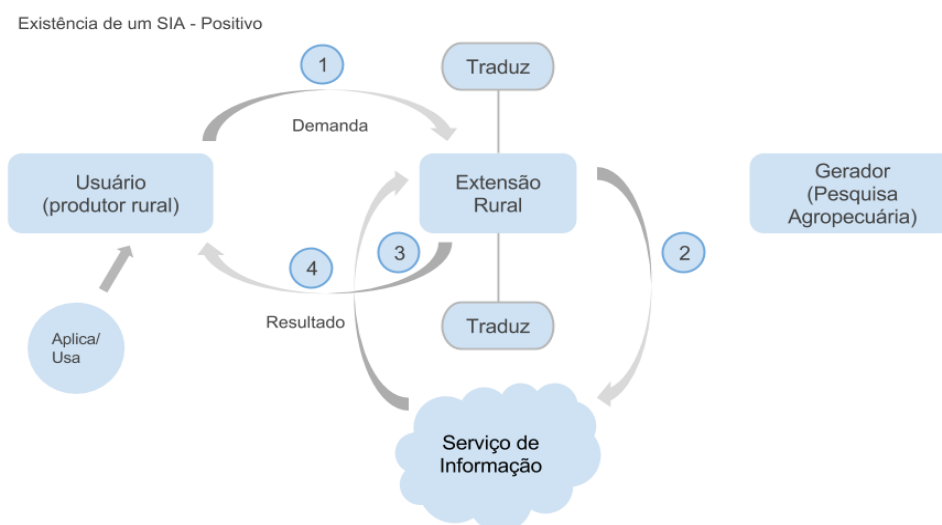 Existência de um SIA - Positivo
1
Traduz
Demanda
Usuário
(produtor rural)
Extensão
Rural
Gerador
(Pesquisa
Agropecuária)
2
3
4
Resultado
Traduz
Aplica/
Usa
Serviço de
Informação